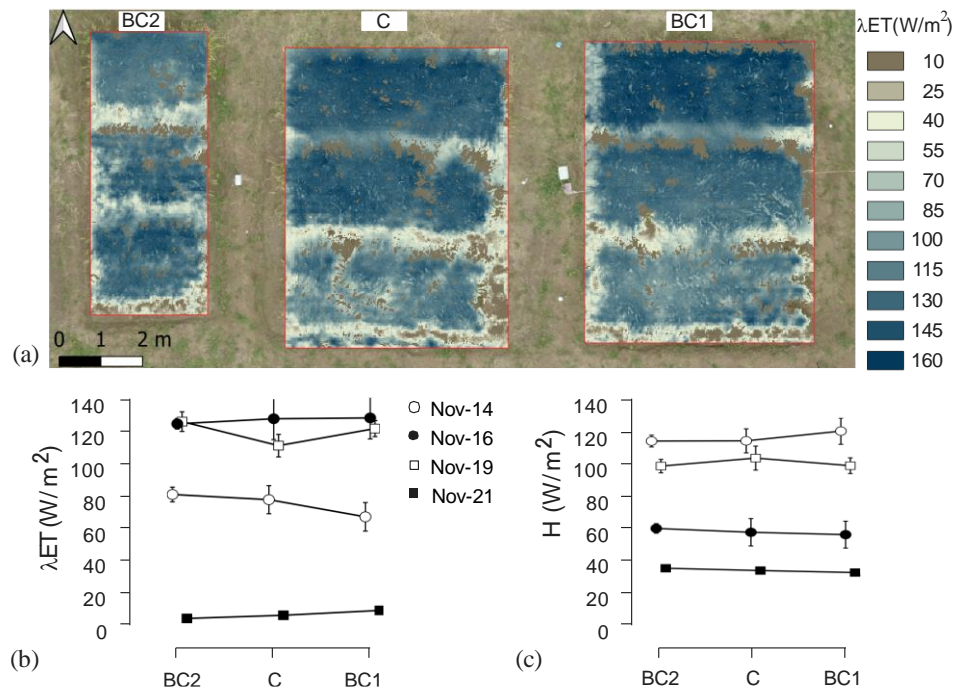 BC2
C
BC1
λET(W/m²)
10
25
40
55
70
85
100
115
130
145
160
0 1 2 m
(a)
λET (W/m²)
140
120
100
80
60
40
20
0
BC2 C BC1
(b)
Nov-14
Nov-16
Nov-19
Nov-21
H (W/m²)
140
120
100
80
60
40
20
0
BC2 C BC1
(c)